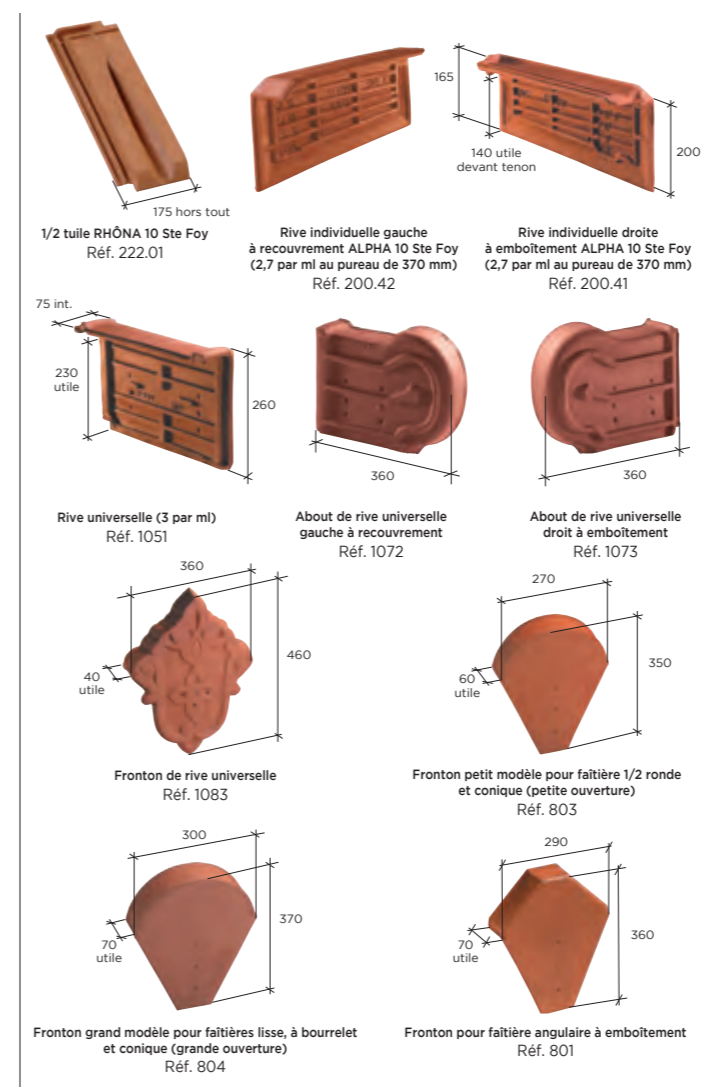 175 hors tout
1/2 tuile RHÔNA 10 Ste Foy
Réf. 222.01
Rive individuelle gauche
à recouvrement ALPHA 10 Ste Foy
(2,7 par ml au pureau de 370 mm)
Réf. 200.42
165
140 utile
devant tenon
200
Rive individuelle droite
à emboîtement ALPHA 10 Ste Foy
(2,7 par ml au pureau de 370 mm)
Réf. 200.41
75 int.
230
utile
260
Rive universelle (3 par ml)
Réf. 1051
360
About de rive universelle
gauche à recouvrement
Réf. 1072
360
About de rive universelle
droit à emboîtement
Réf. 1073
360
460
40
utile
Fronton de rive universelle
Réf. 1083
270
350
60
utile
Fronton petit modèle pour faîtière 1/2 ronde
et conique (petite ouverture)
Réf. 803
300
370
70
utile
Fronton grand modèle pour faîtières lisse, à bourrelet
et conique (grande ouverture)
Réf. 804
290
360
70
utile
Fronton pour faîtière angulaire à emboîtement
Réf. 801